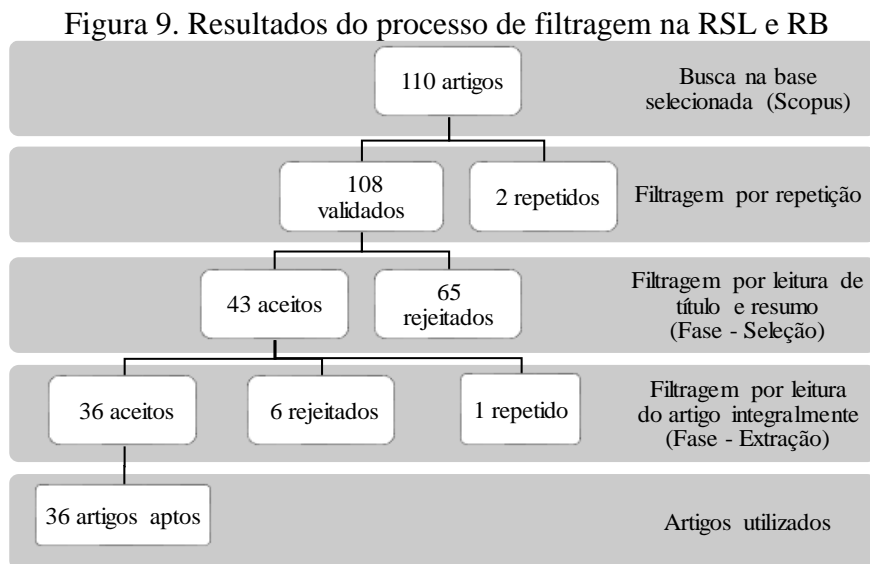 Figura 9. Resultados do processo de filtragem na RSL e RB
110 artigos
Busca na base
selecionada (Scopus)
108
validados
2 repetidos
Filtragem por repetição
43 aceitos
65
rejeitados
Filtragem por leitura de
título e resumo
(Fase - Seleção)
36 aceitos
6 rejeitados
1 repetido
Filtragem por leitura
do artigo integralmente
(Fase - Extração)
36 artigos aptos
Artigos utilizados